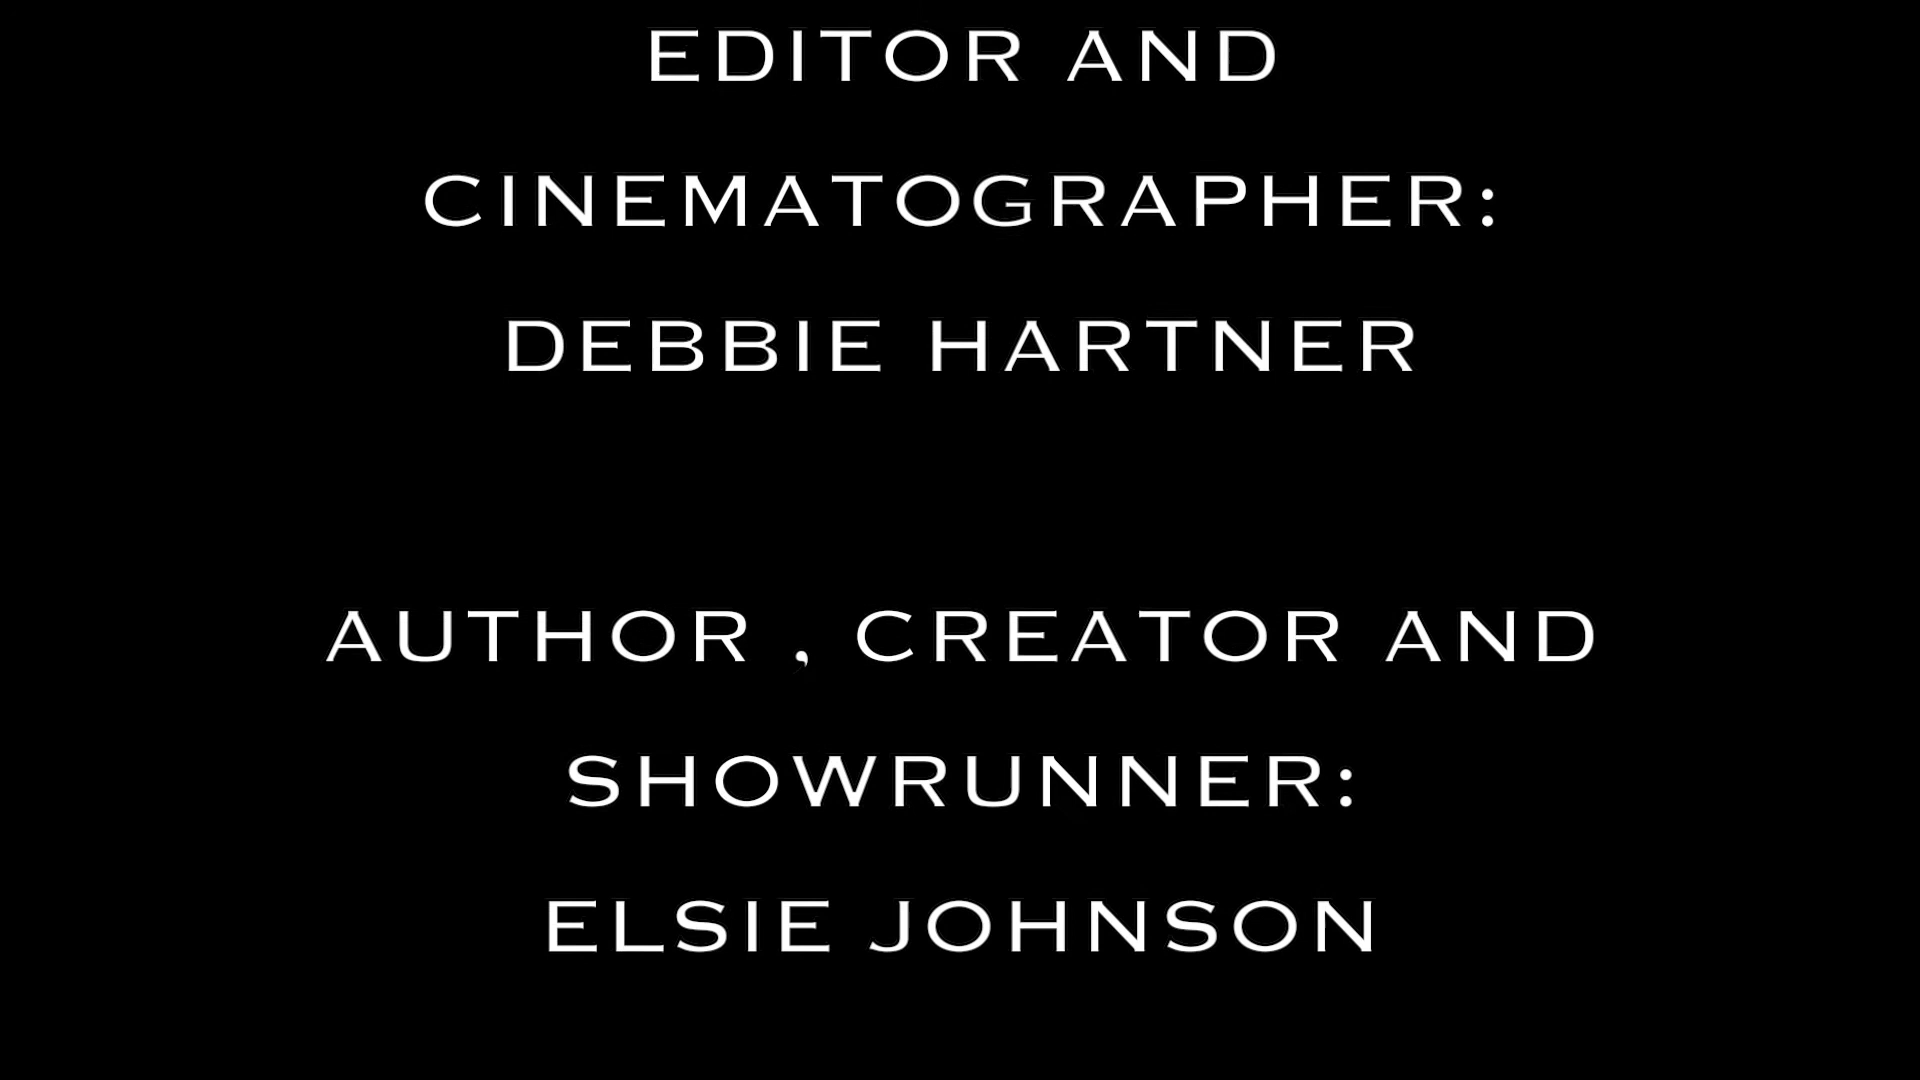 EDITOR AND
CINEMATOGRAPHER:
DEBBIE HARTNER
AUTHOR , CREATOR AND
SHOWRUNNER:
ELSIE JOHNSON